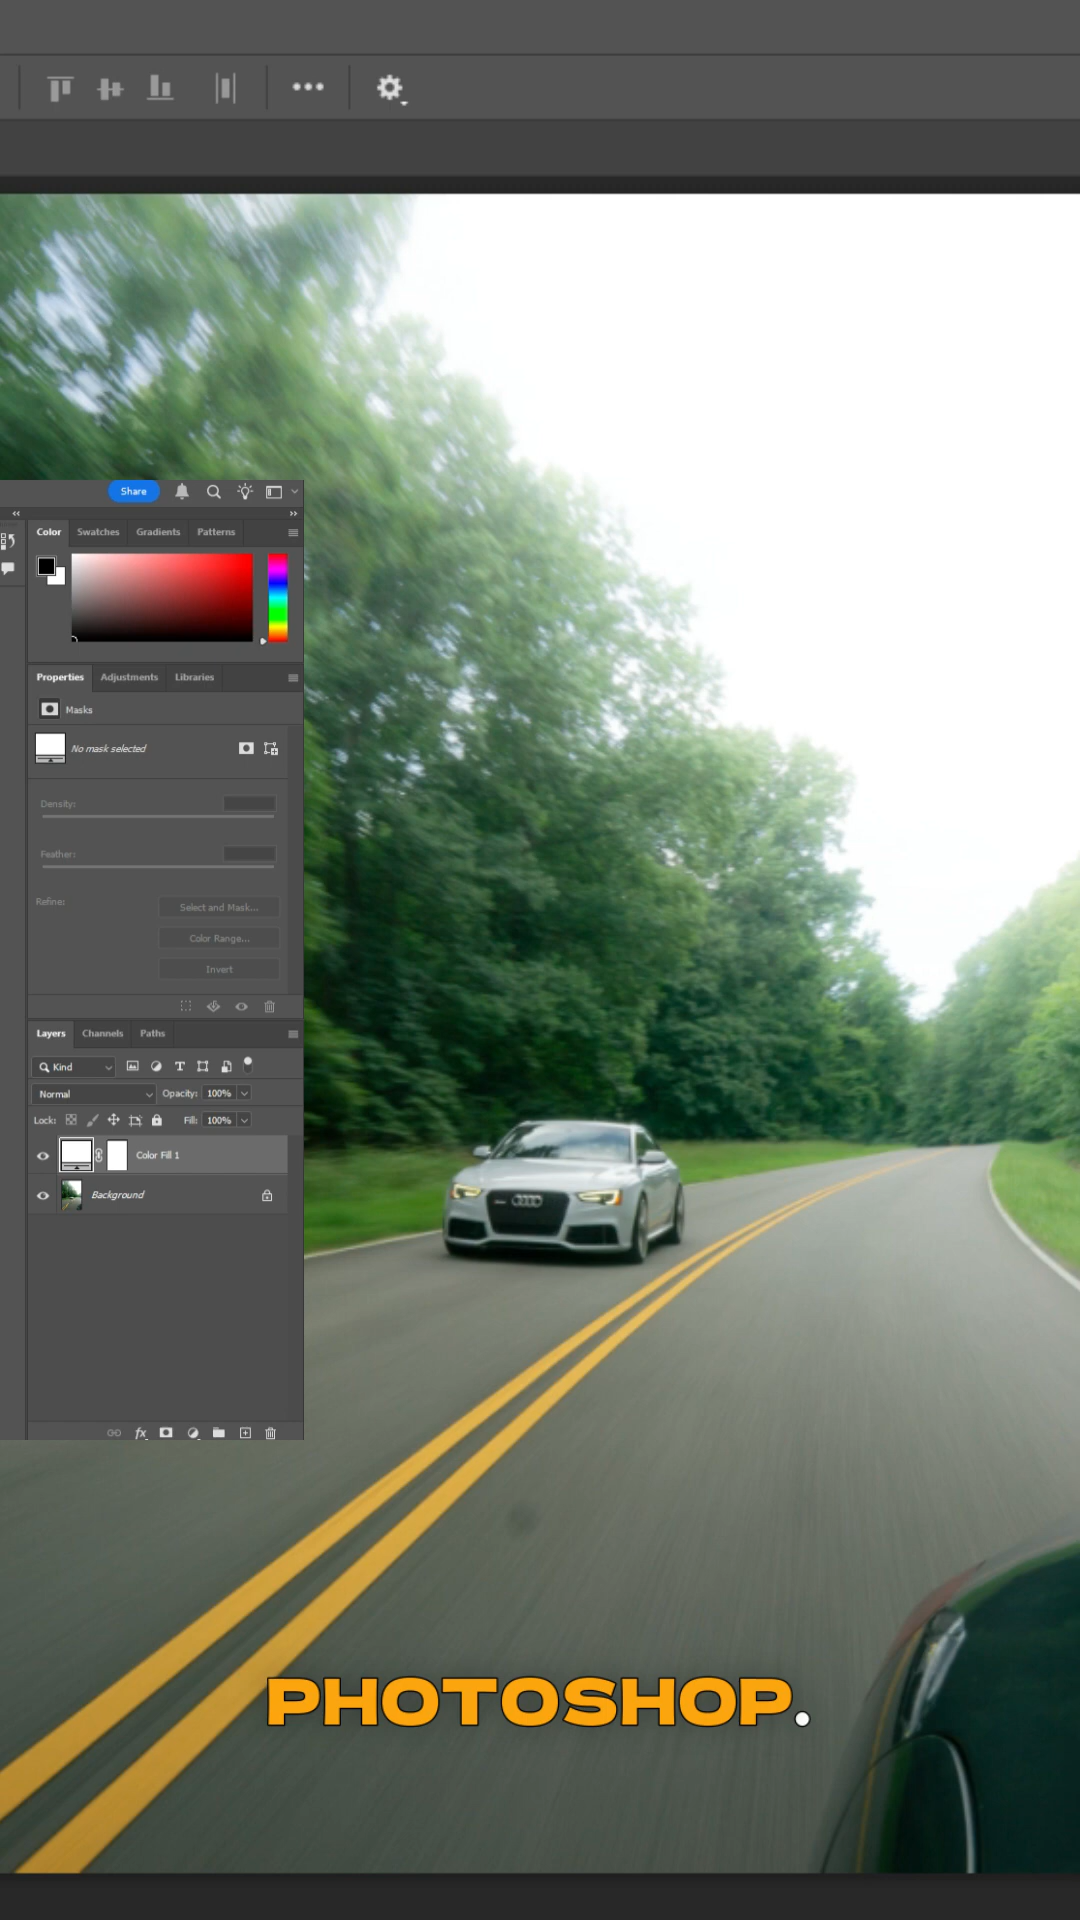 Share
Color Swatches Gradients Patterns
Properties Adjustments Libraries
Masks
No mask selected
Density:
Feather:
Refine:
Select and Mask...
Color Range...
Invert
Layers Channels Paths
Kind
Normal Opacity: 100%
Lock: Fill: 100%
Color Fill 1
Background
fx
PHOTOSHOP.